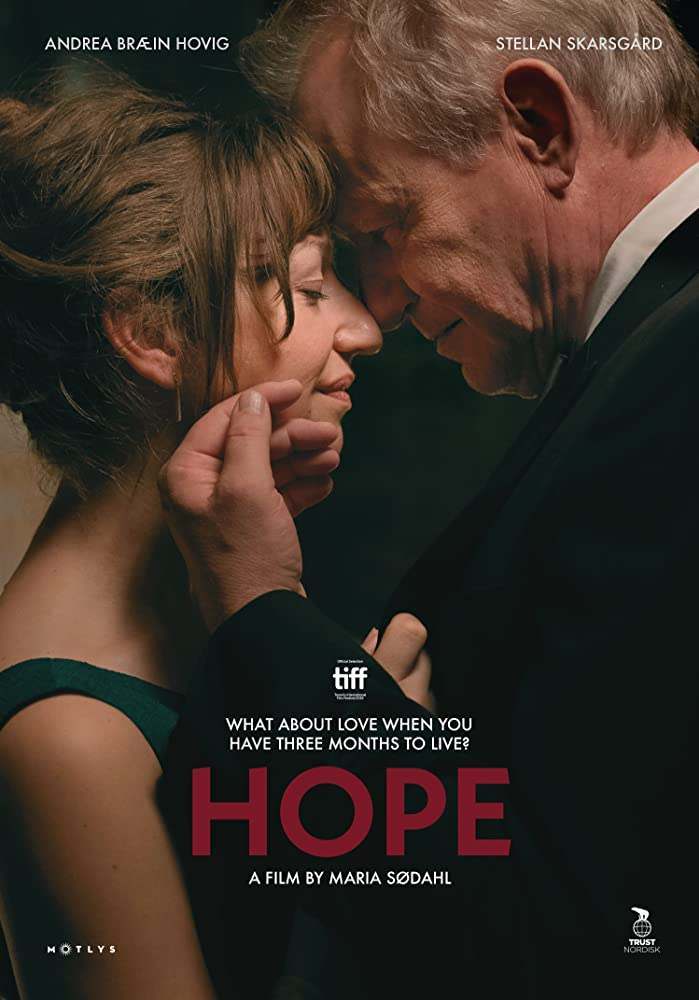 ANDREA BRÆIN HOVIG
STELLAN SKARSGÅRD
Official Selection
tiff
Toronto International
Film Festival 2019
WHAT ABOUT LOVE WHEN YOU
HAVE THREE MONTHS TO LIVE?
HOPE
A FILM BY MARIA SØDAHL
MOTLYS
TRUST
NORDISK